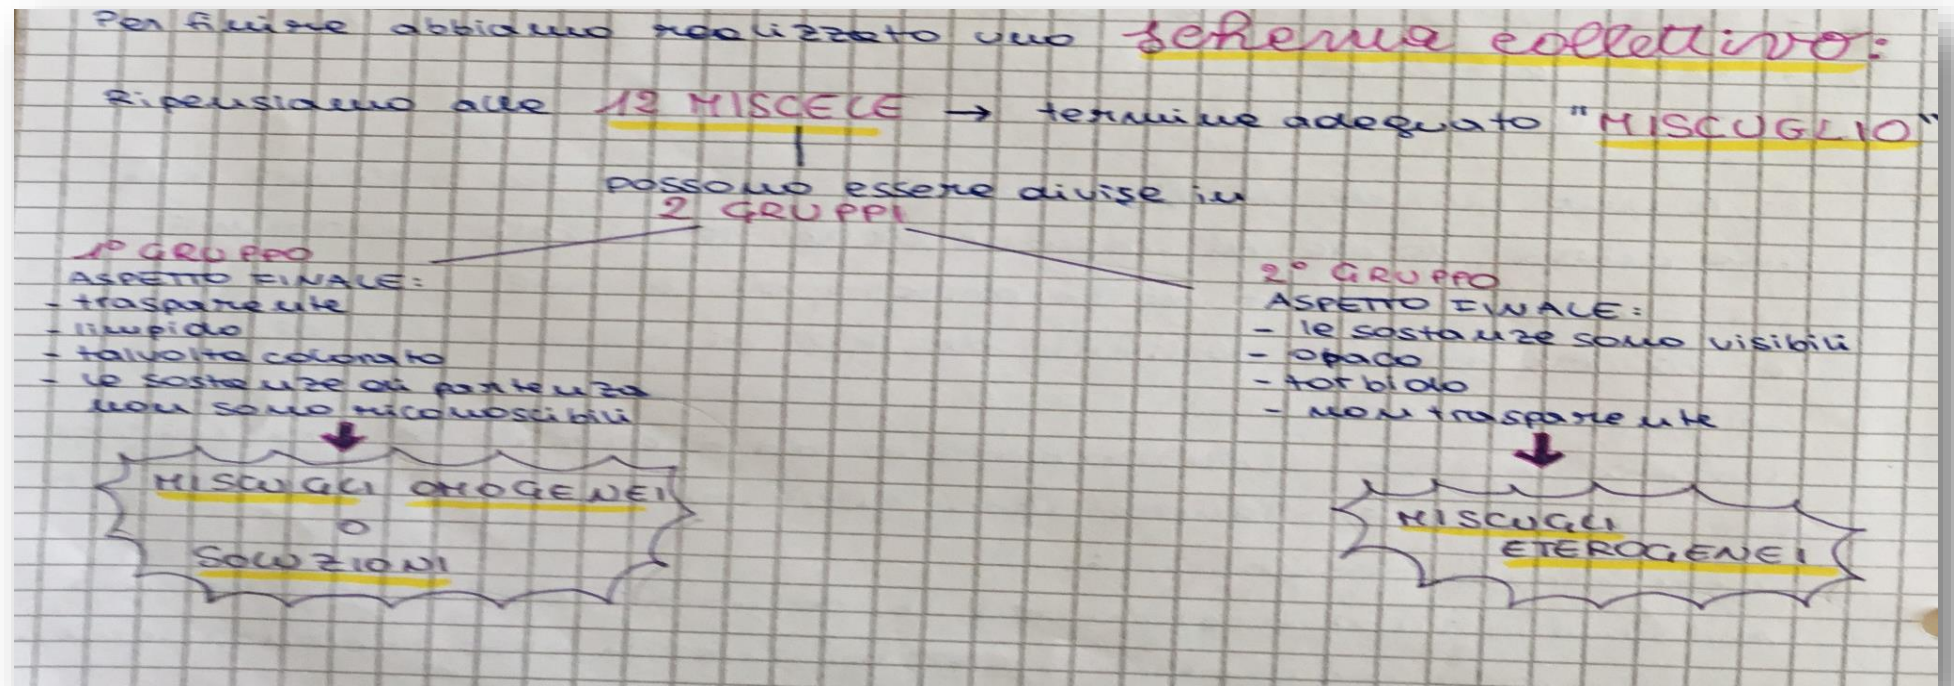 Per finire abbiamo realizzato uno schema collettivo:
Ripensiamo alle 12 MISCELE → termine adeguato "MISCUGLIO"
possono essere divise in
2 GRUPPI
1° GRUPPO
ASPETTO FINALE:
- trasparente
- limpido
- talvolta colorato
- le sostanze di partenza
non sono riconoscibili
MISCUGLI OMOGENEI
O
SOLUZIONI
2° GRUPPO
ASPETTO FINALE:
- le sostanze sono visibili
- opaco
- torbido
- non trasparente
MISCUGLI
ETEROGENEI